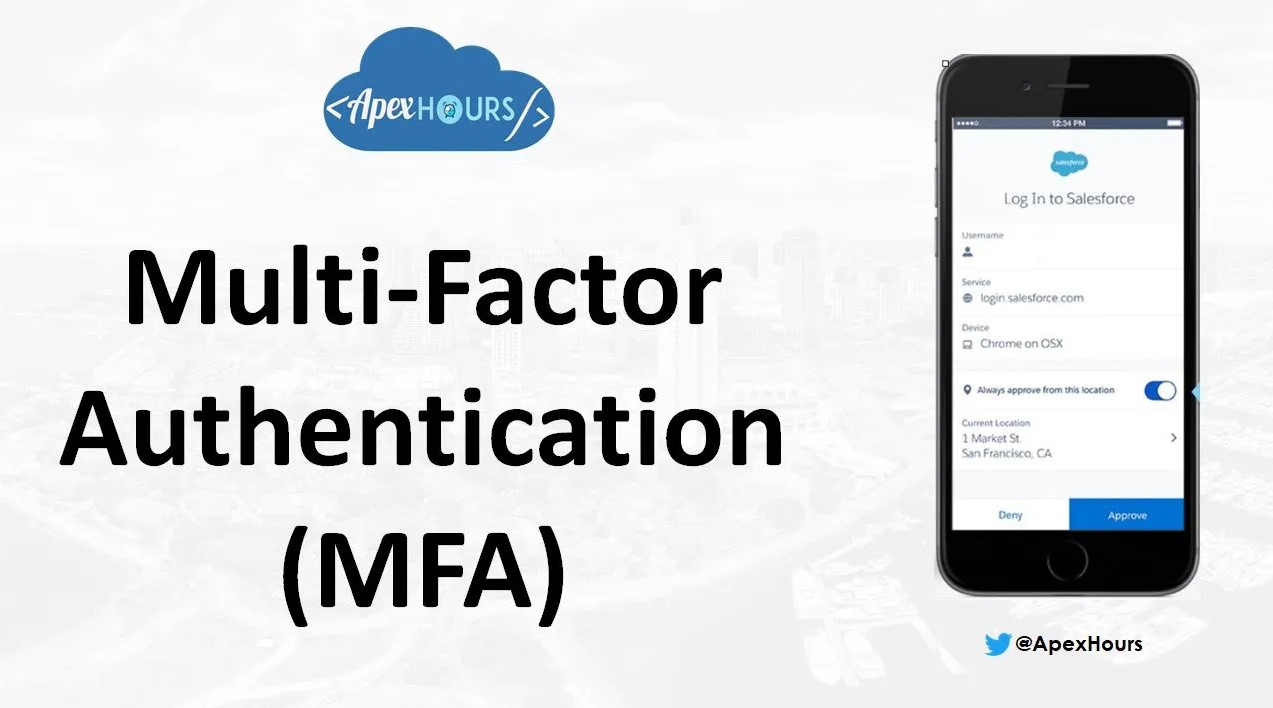 <ApexHOURS/>
Multi-Factor
Authentication
(MFA)
12:34 PM
salesforce
Log In to Salesforce
Username
Service
login.salesforce.com
Device
Chrome on OSX
Always approve from this location
Current Location
1 Market St.
San Francisco, CA
Deny
Approve
@ApexHours